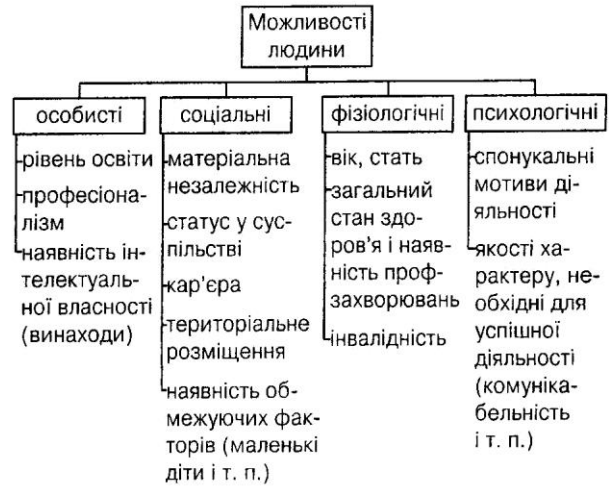 Можливості
людини
особисті
рівень освіти
професіона-
лізм
наявність ін-
телектуаль-
ної власності
(винаходи)
соціальні
матеріальна
незалежність
статус у сус-
пільстві
кар'єра
територіальне
розміщення
наявність об-
межуючих фак-
торів (маленькі
діти і т. п.)
фізіологічні
вік, стать
загальний
стан здо-
ров'я і наяв-
ність проф-
захворювань
інвалідність
психологічні
спонукальні
мотиви ді-
яльності
якості ха-
рактеру, не-
обхідні для
успішної
діяльності
(комуніка-
бельність
і т. п.)